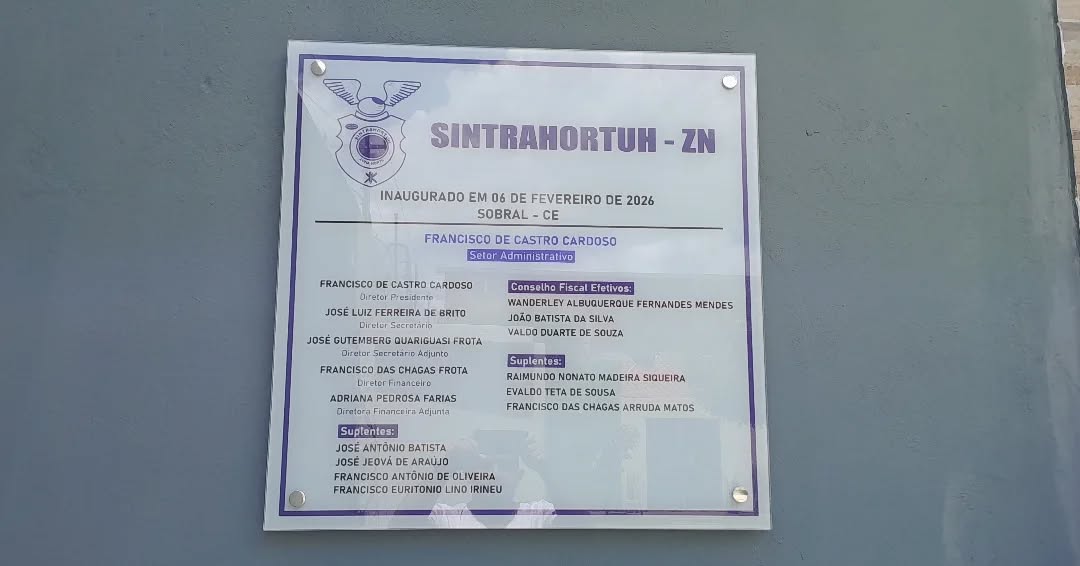 SINTRAHORTUH - ZN
INAUGURADO EM 06 DE FEVEREIRO DE 2026
SOBRAL - CE
FRANCISCO DE CASTRO CARDOSO
Setor Administrativo
FRANCISCO DE CASTRO CARDOSO
Diretor Presidente
JOSÉ LUIZ FERREIRA DE BRITO
Diretor Secretário
JOSÉ GUTEMBERG QUARIGUASI FROTA
Diretor Secretário Adjunto
FRANCISCO DAS CHAGAS FROTA
Diretor Financeiro
ADRIANA PEDROSA FARIAS
Diretora Financeira Adjunta
Suplentes:
JOSÉ ANTÔNIO BATISTA
JOSÉ JEOVÁ DE ARAÚJO
FRANCISCO ANTÔNIO DE OLIVEIRA
FRANCISCO EURITONIO LINO IRINEU
Conselho Fiscal Efetivos:
WANDERLEY ALBUQUERQUE FERNANDES MENDES
JOÃO BATISTA DA SILVA
VALDO DUARTE DE SOUZA
Suplentes:
RAIMUNDO NONATO MADEIRA SIQUEIRA
EVALDO TETA DE SOUSA
FRANCISCO DAS CHAGAS ARRUDA MATOS